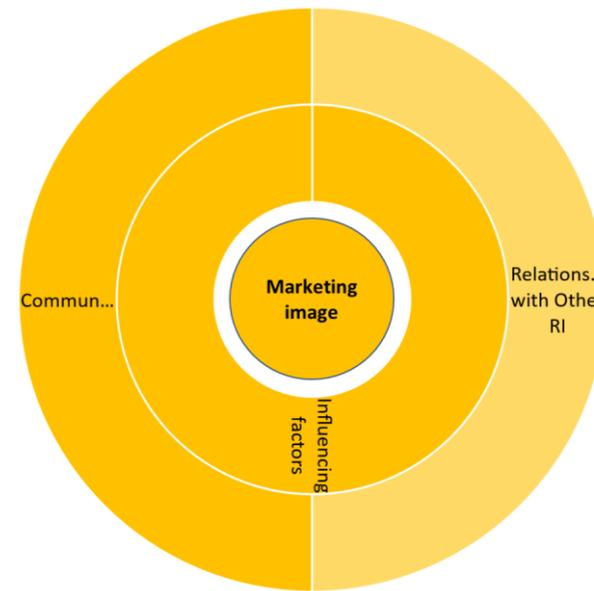 Marketing
image
Commun...
Relations.
with Othe
RI
Influencing
factors